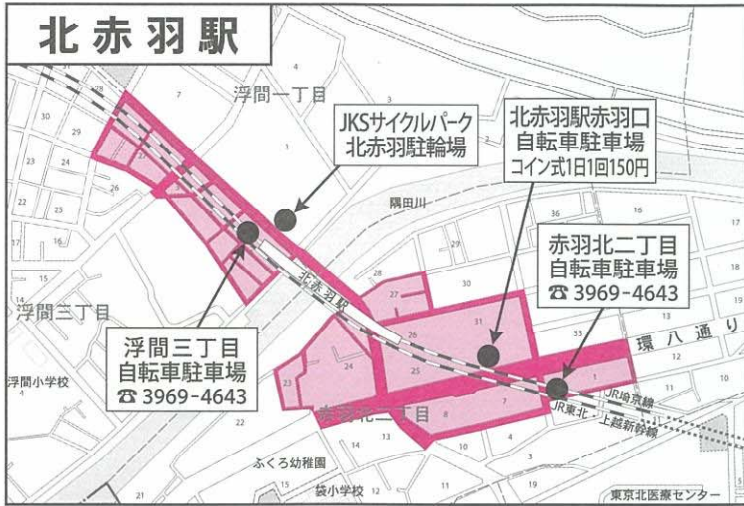 北赤羽駅
浮間一丁目
JKSサイクルパーク
北赤羽駐輪場
北赤羽駅赤羽口
自転車駐車場
コイン式1日1回150円
隅田川
赤羽北二丁目
自転車駐車場
☎ 3969-4643
北赤羽駅
浮間三丁目
環八通り
浮間三丁目
自転車駐車場
☎ 3969-4643
浮間小学校
赤羽北二丁目
JR埼京線
JR東北・上越新幹線
ふくろ幼稚園
袋小学校
東京北医療センター